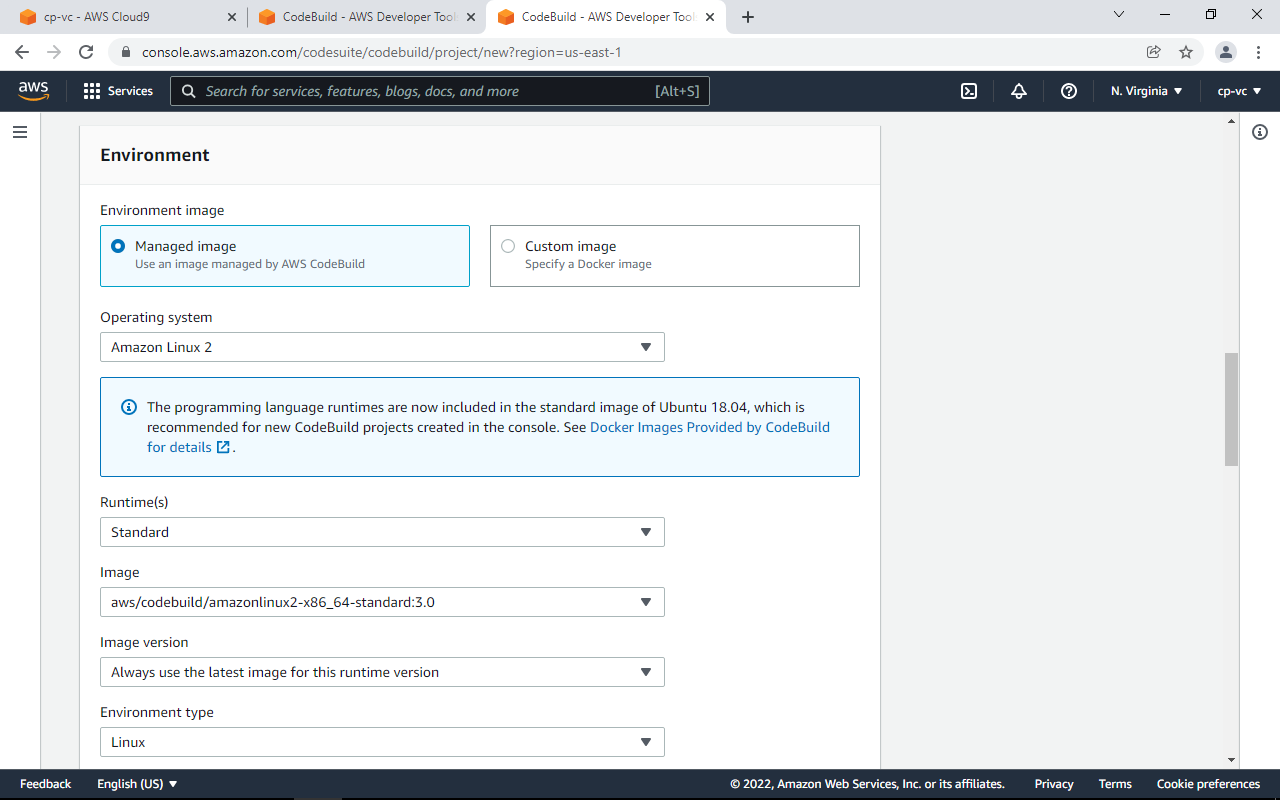 cp-vc - AWS Cloud9
CodeBuild - AWS Developer Tool
CodeBuild - AWS Developer Tool
console.aws.amazon.com/codesuite/codebuild/project/new?region=us-east-1
aws
Services
Search for services, features, blogs, docs, and more
[Alt+S]
N. Virginia
cp-vc
Environment
Environment image
Managed image
Use an image managed by AWS CodeBuild
Custom image
Specify a Docker image
Operating system
Amazon Linux 2
The programming language runtimes are now included in the standard image of Ubuntu 18.04, which is
recommended for new CodeBuild projects created in the console. See Docker Images Provided by CodeBuild
for details .
Runtime(s)
Standard
Image
aws/codebuild/amazonlinux2-x86_64-standard:3.0
Image version
Always use the latest image for this runtime version
Environment type
Linux
Feedback
English (US)
© 2022, Amazon Web Services, Inc. or its affiliates.
Privacy
Terms
Cookie preferences